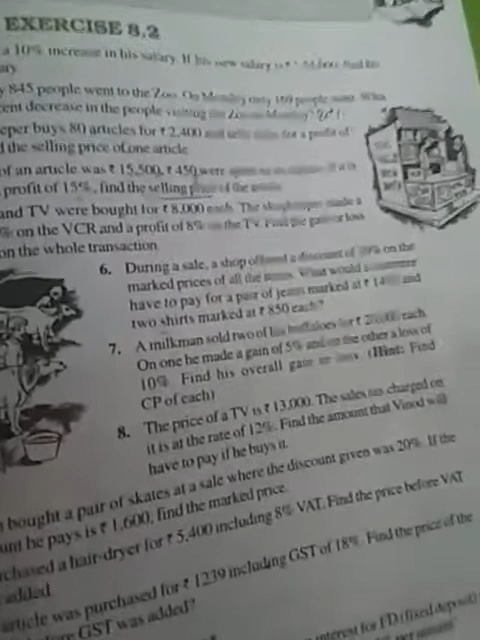 EXERCISE 8.2
a 10% increase in his salary. If his new salary is ₹
845 people went to the Zoo. On Monday only 169 people went. What
cent decrease in the people visiting the Zoo on Monday?
eper buys 80 articles for ₹ 2,400 and sells for a profit of
the selling price of one article.
of an article was ₹ 15,500. ₹ 450 were
profit of 15%, find the selling price of the
and TV were bought for ₹ 8,000 each. The shopkeeper made a
% on the VCR and a profit of 8% on the TV. Find the gain or loss
on the whole transaction.
6. During a sale, a shop offered a discount of on the
marked prices of all the items. What would a customer
have to pay for a pair of jeans marked at ₹ and
two shirts marked at ₹ 850 each?
7. A milkman sold two of his buffaloes for ₹ each.
On one he made a gain of 5% and on the other a loss of
10%. Find his overall gain or loss. (Hint: Find
CP of each)
8. The price of a TV is ₹ 13,000. The sales tax charged on
it is at the rate of 12%. Find the amount that Vinod will
have to pay if he buys it.
bought a pair of skates at a sale where the discount given was 20%. If the
unt he pays is ₹ 1,600, find the marked price.
rchased a hair-dryer for ₹ 5,400 including 8% VAT. Find the price before VAT
added.
article was purchased for ₹ 1239 including GST of 18%. Find the price of the
GST was added?
interest for FD (fixed deposit)